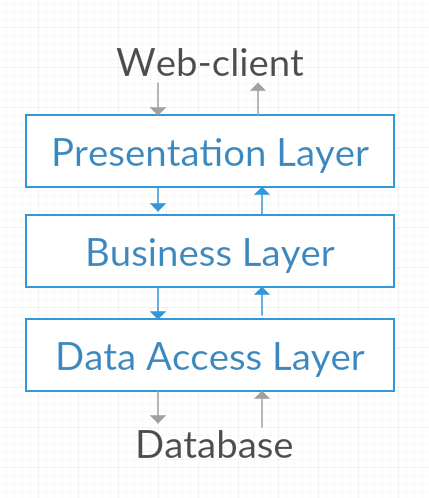 Web-client
Presentation Layer
Business Layer
Data Access Layer
Database